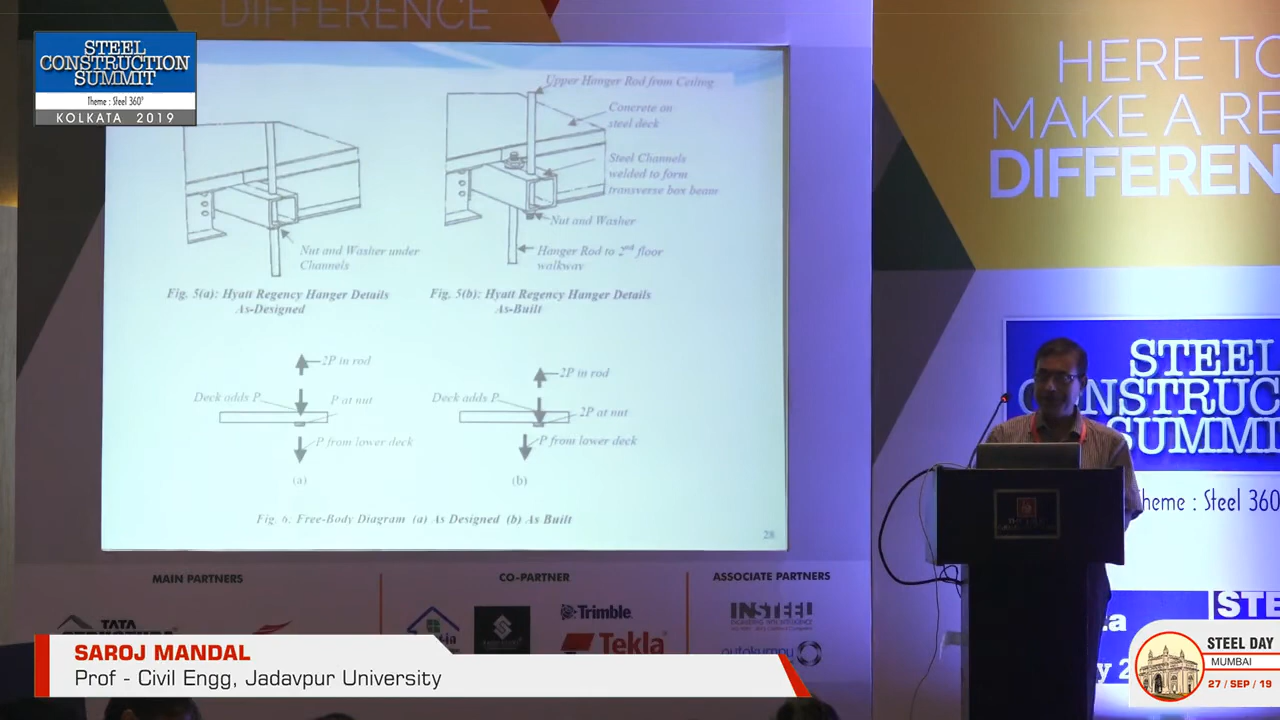 DIFFERENCE
STEEL
CONSTRUCTION
SUMMIT
Theme : Steel 360°
KOLKATA 2019
Upper Hanger Rod from Ceiling
Concrete on
steel deck
Steel Channels
welded to form
transverse box beam
Nut and Washer
Hanger Rod to 2nd floor
walkway
Nut and Washer under
Channels
Fig. 5(a): Hyatt Regency Hanger Details
As-Designed
Fig. 5(b): Hyatt Regency Hanger Details
As-Built
2P in rod
Deck adds P
P at nut
P from lower deck
(a)
2P in rod
Deck adds P
2P at nut
P from lower deck
(b)
Fig. 6: Free-Body Diagram (a) As Designed (b) As Built
28
HERE TO
MAKE A RE
DIFFEREN
STEEL
CONSTRUC
SUMMI
heme : Steel 360
STE
MAIN PARTNERS
CO-PARTNER
ASSOCIATE PARTNERS
TATA
Trimble
Tekla
INSTEEL
SAROJ MANDAL
Prof - Civil Engg, Jadavpur University
STEEL DAY
MUMBAI
27 / SEP / 19